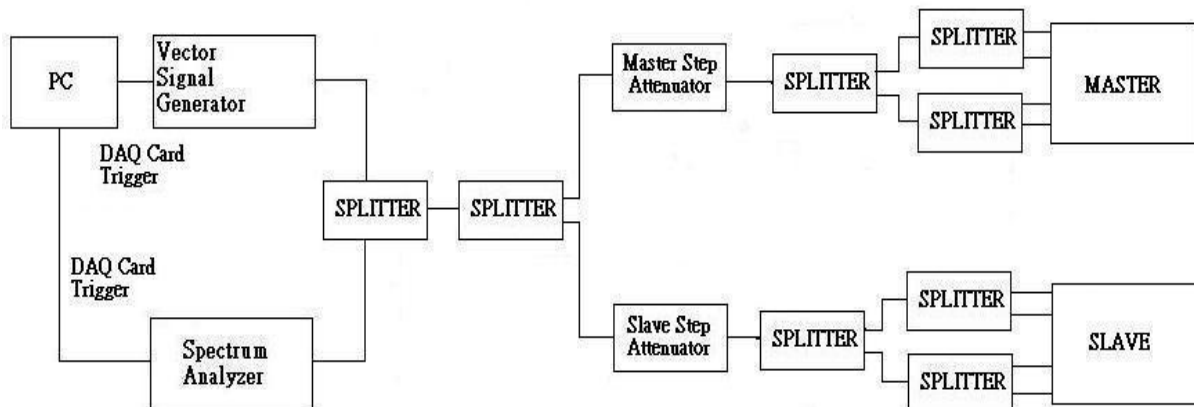 PC
Vector
Signal
Generator
DAQ Card
Trigger
DAQ Card
Trigger
Spectrum
Analyzer
SPLITTER
SPLITTER
Master Step
Attenuator
SPLITTER
SPLITTER
SPLITTER
MASTER
Slave Step
Attenuator
SPLITTER
SPLITTER
SPLITTER
SLAVE